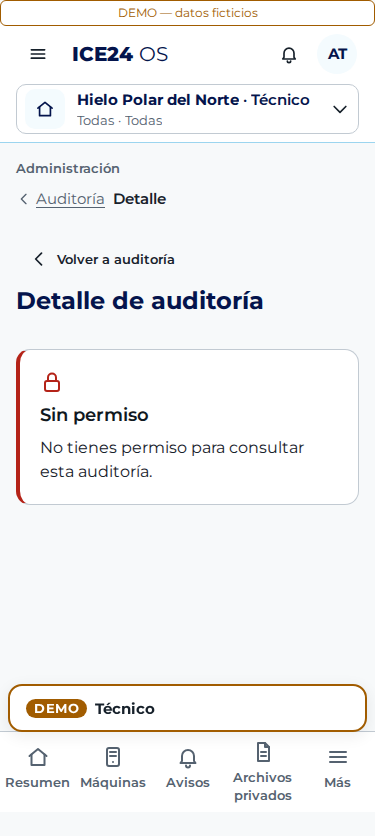 DEMO — datos ficticios
ICE24 OS
AT
Hielo Polar del Norte · Técnico
Todas · Todas
Administración
Auditoría Detalle
Volver a auditoría
Detalle de auditoría
Sin permiso
No tienes permiso para consultar
esta auditoría.
DEMO Técnico
Resumen
Máquinas
Avisos
Archivos
privados
Más